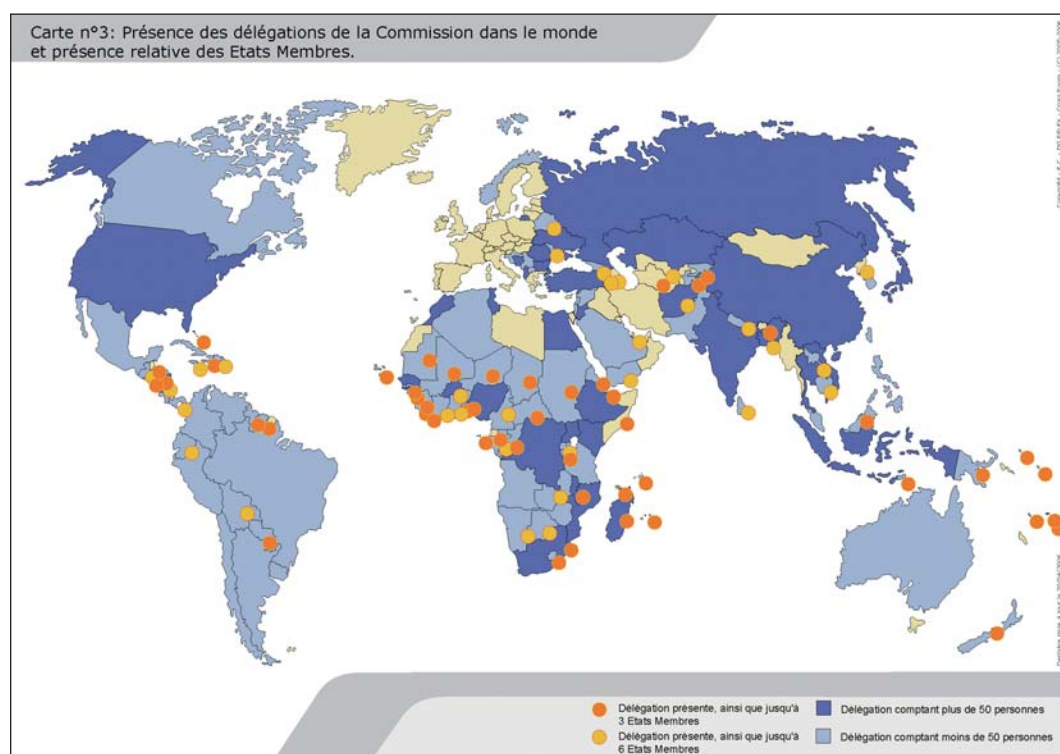 Carte n°3: Présence des délégations de la Commission dans le monde
et présence relative des Etats Membres.
Délégation présente, ainsi que jusqu'à
3 Etats Membres
Délégation présente, ainsi que jusqu'à
6 Etats Membres
Délégation comptant plus de 50 personnes
Délégation comptant moins de 50 personnes